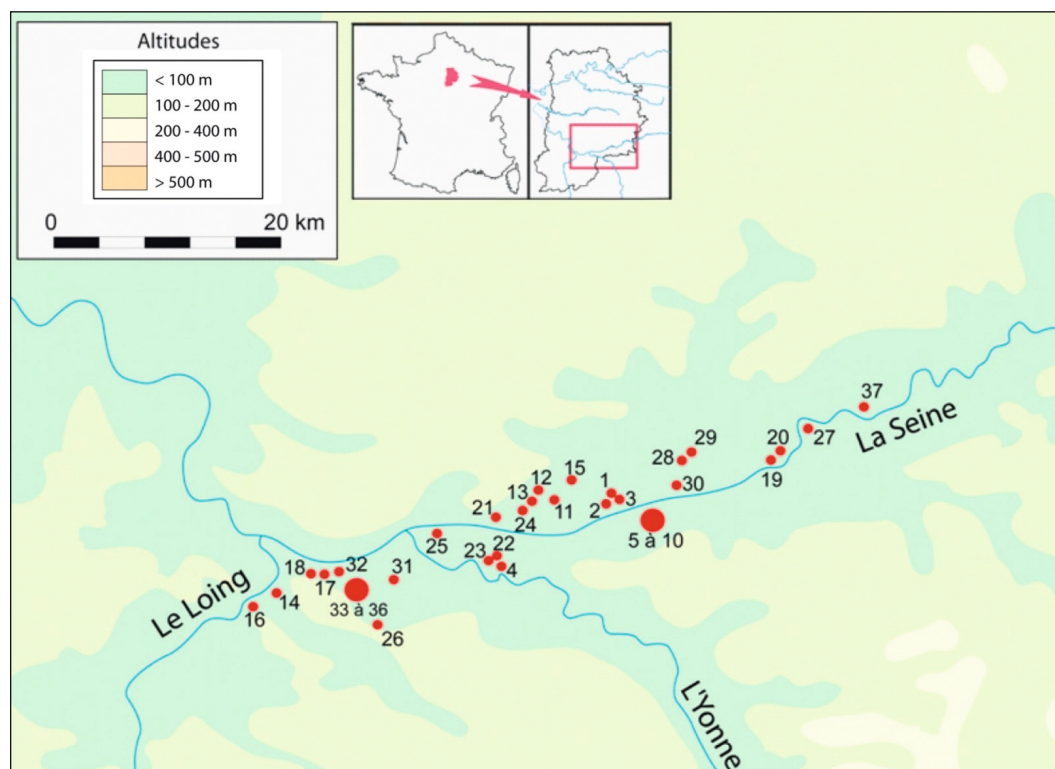 Altitudes
< 100 m
100 - 200 m
200 - 400 m
400 - 500 m
> 500 m
0 20 km
37
La Seine
27
20
19
29
28
30
15
12
13
11
24
1
2
3
5 à 10
21
25
22
23
4
31
32
18
17
33 à 36
26
14
16
Le Loing
L'Yonne